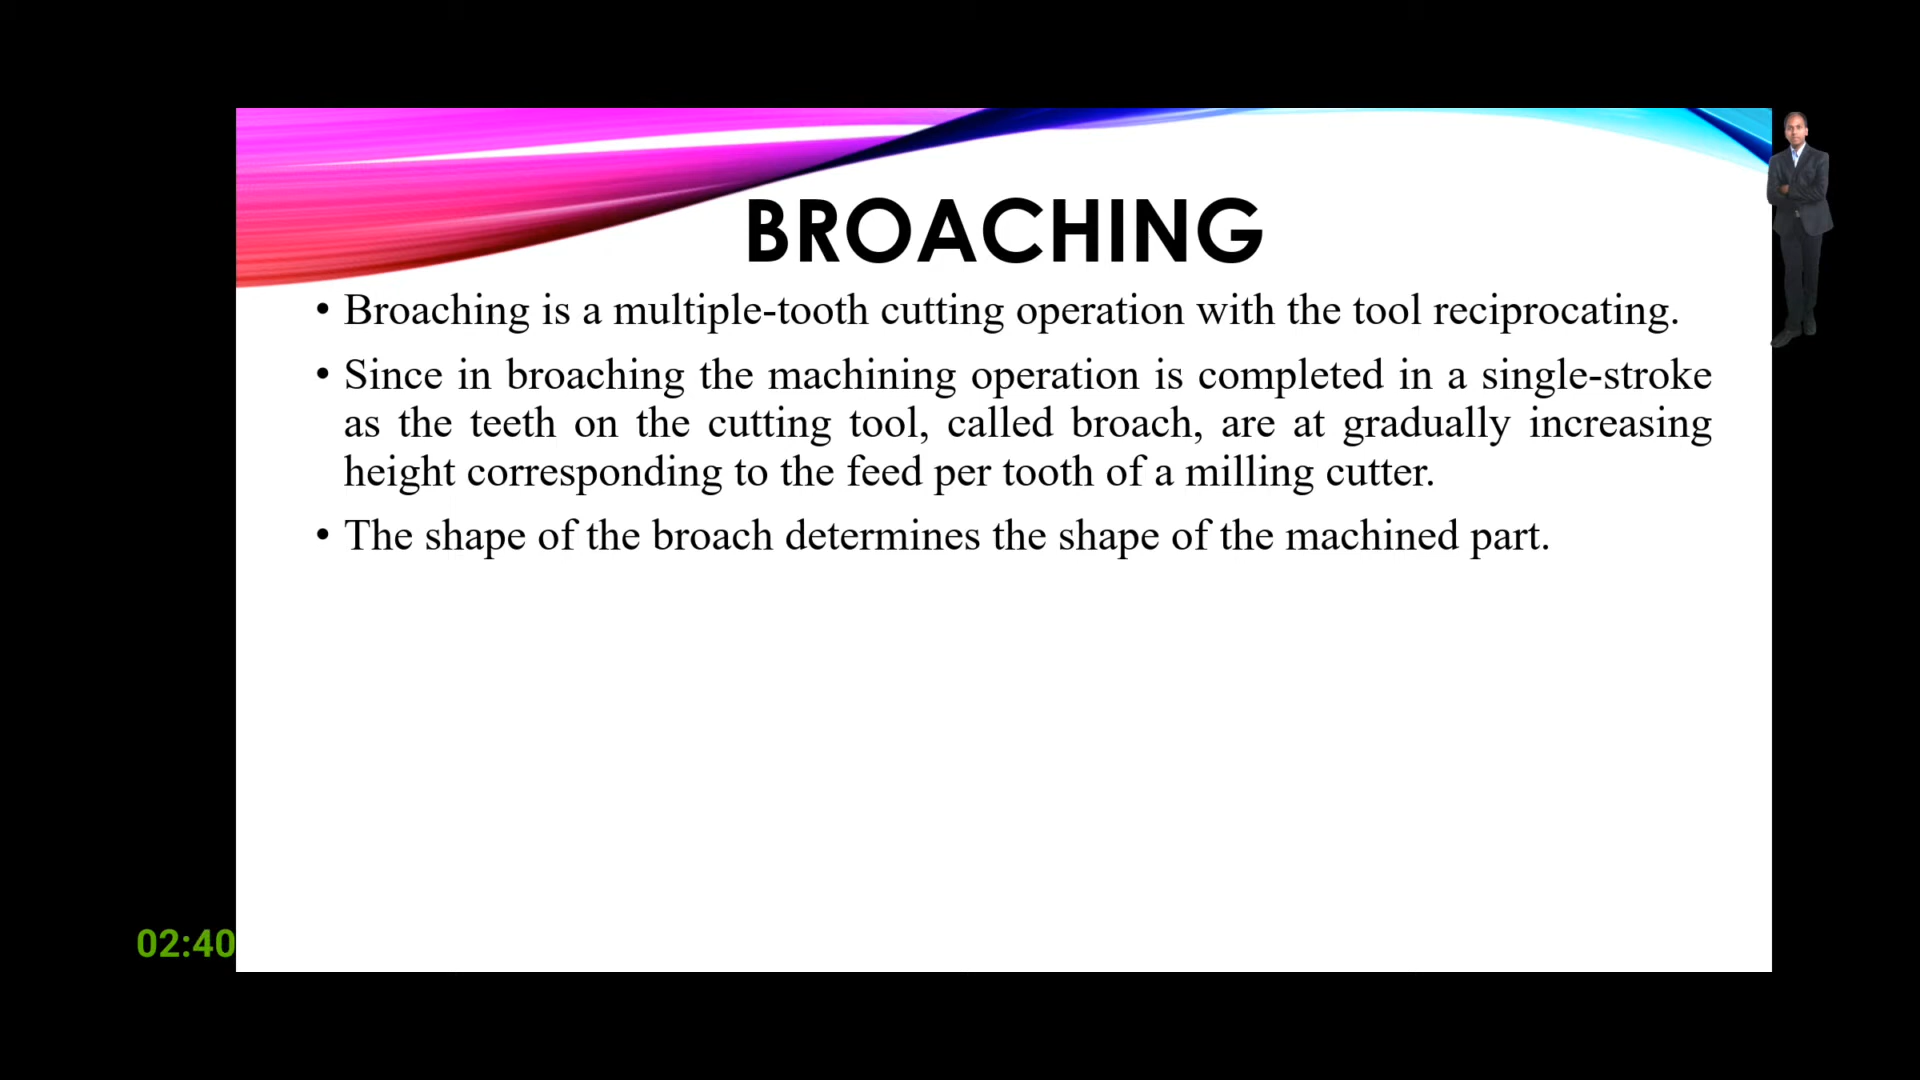 BROACHING
• Broaching is a multiple-tooth cutting operation with the tool reciprocating.
• Since in broaching the machining operation is completed in a single-stroke
as the teeth on the cutting tool, called broach, are at gradually increasing
height corresponding to the feed per tooth of a milling cutter.
• The shape of the broach determines the shape of the machined part.
02:40